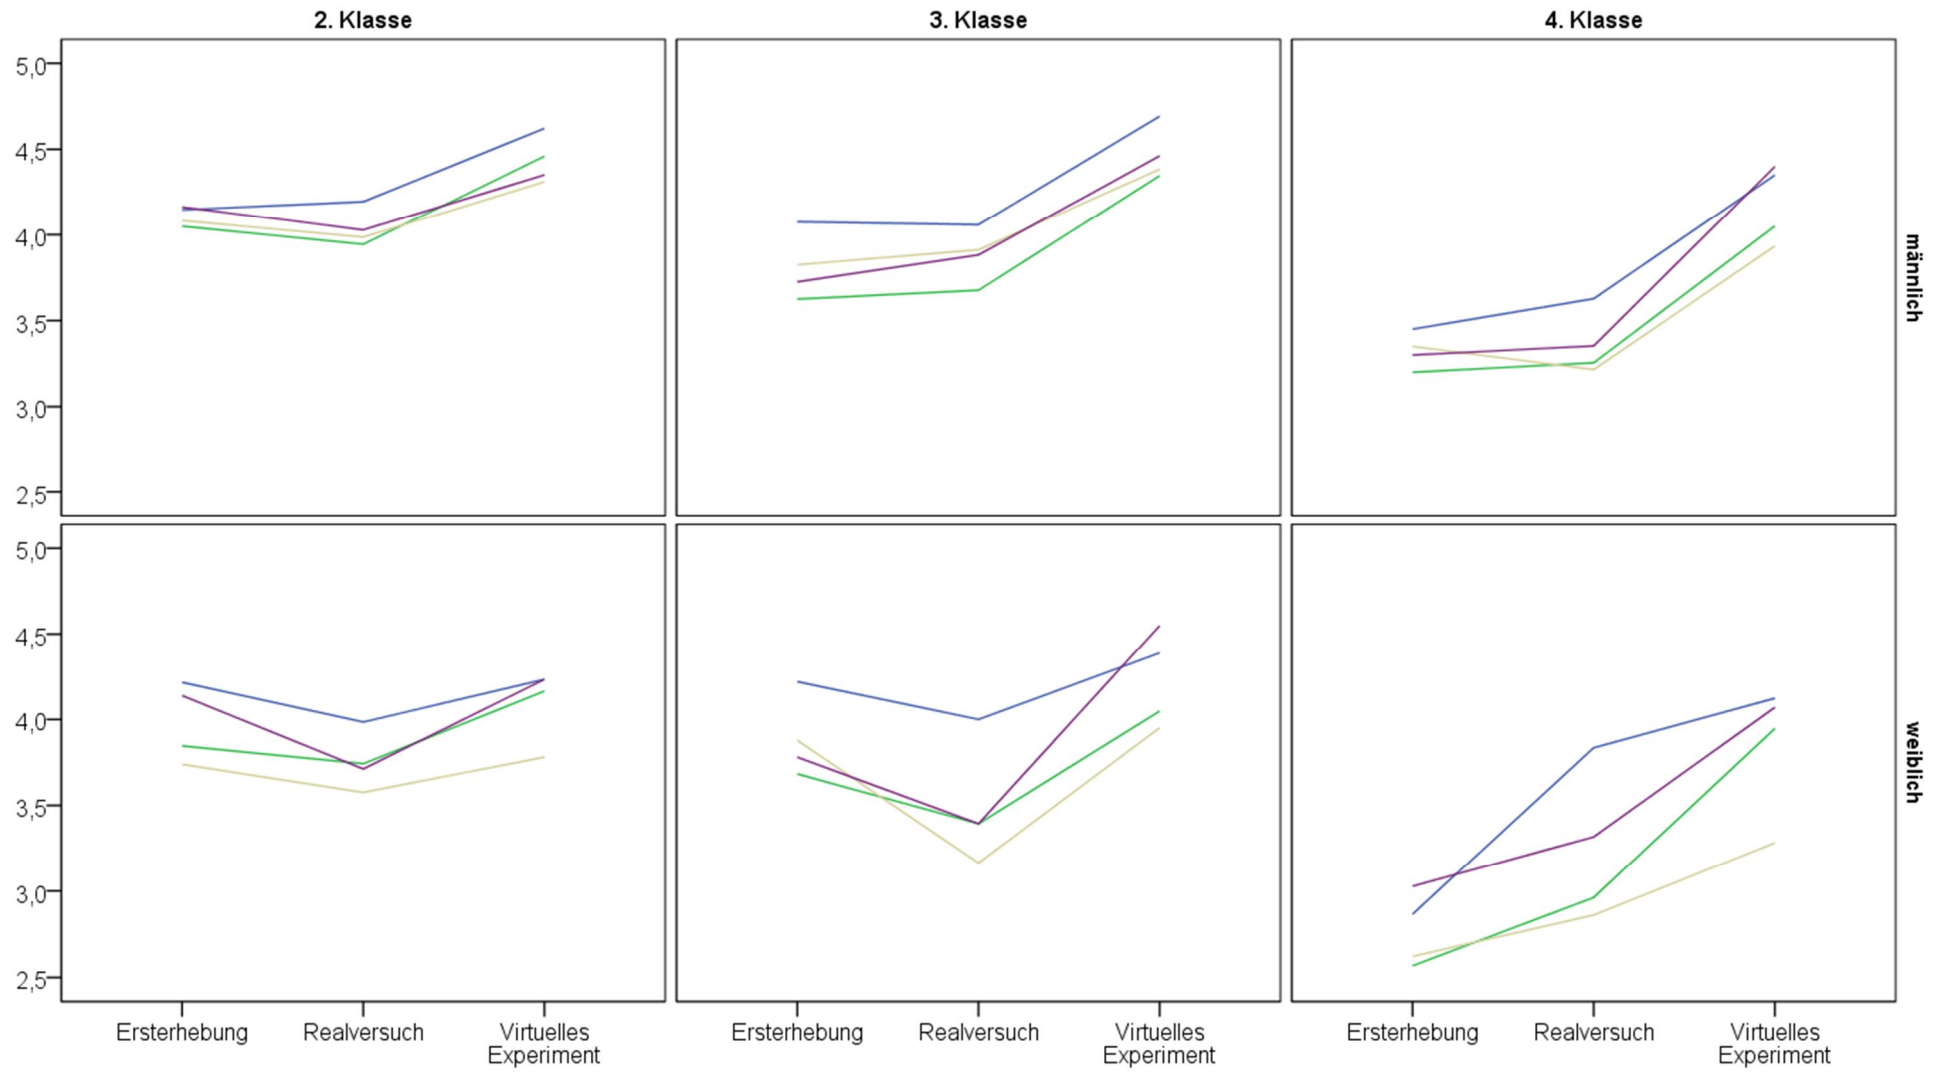 2. Klasse
3. Klasse
4. Klasse
5,0
4,5
4,0
3,5
3,0
2,5
männlich
5,0
4,5
4,0
3,5
3,0
2,5
weiblich
Ersterhebung
Realversuch
Virtuelles
Experiment
Ersterhebung
Realversuch
Virtuelles
Experiment
Ersterhebung
Realversuch
Virtuelles
Experiment